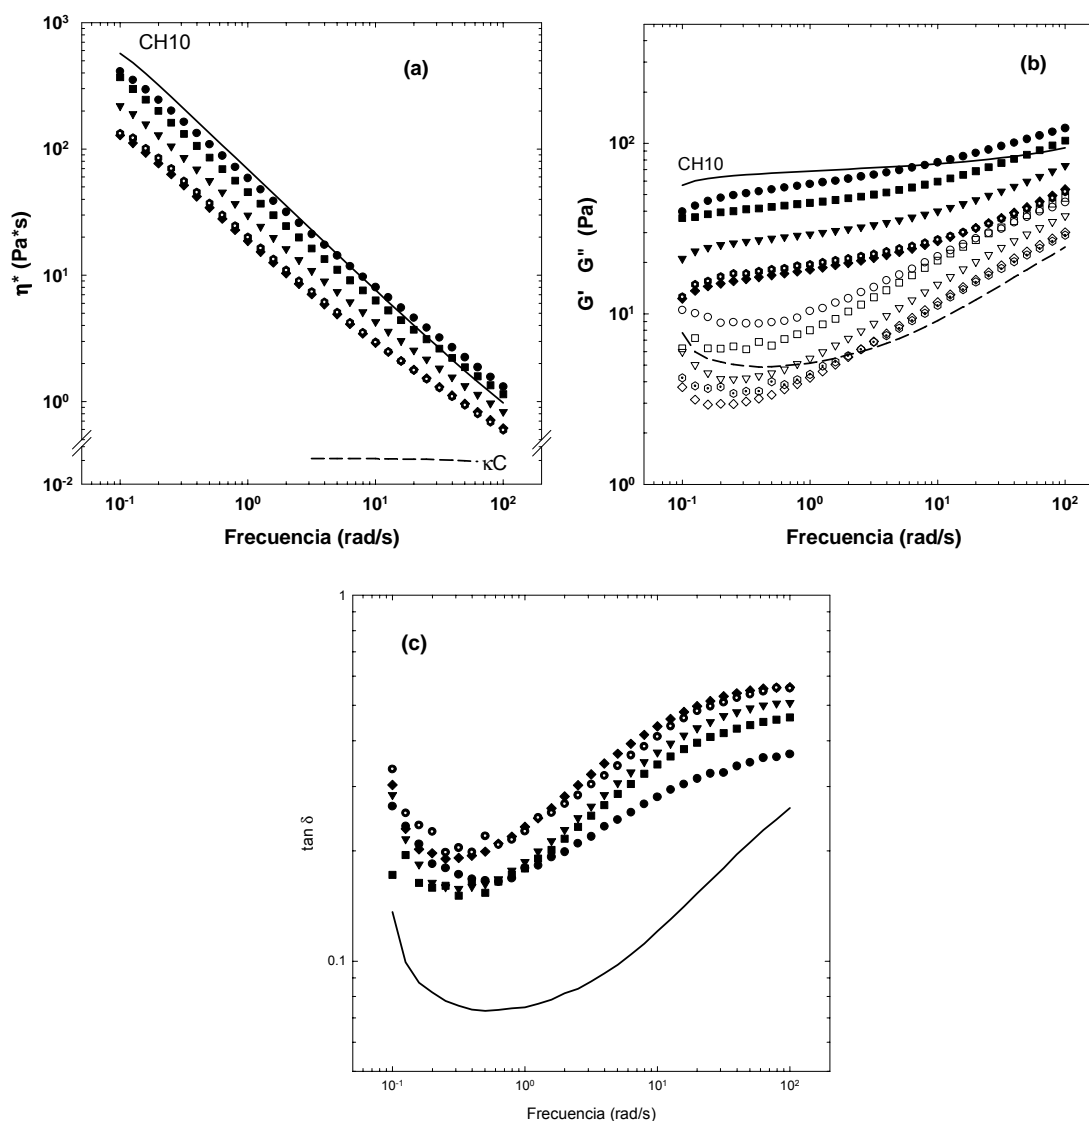 CH10
(a)
η* (Pa*s)
10³
10²
10¹
10⁰
10⁻²
κC
10⁻¹ 10⁰ 10¹ 10²
Frecuencia (rad/s)
(b)
CH10
G' G" (Pa)
10²
10¹
10⁰
10⁻¹ 10⁰ 10¹ 10²
Frecuencia (rad/s)
(c)
tan δ
1
0.1
10⁻¹ 10⁰ 10¹ 10²
Frecuencia (rad/s)